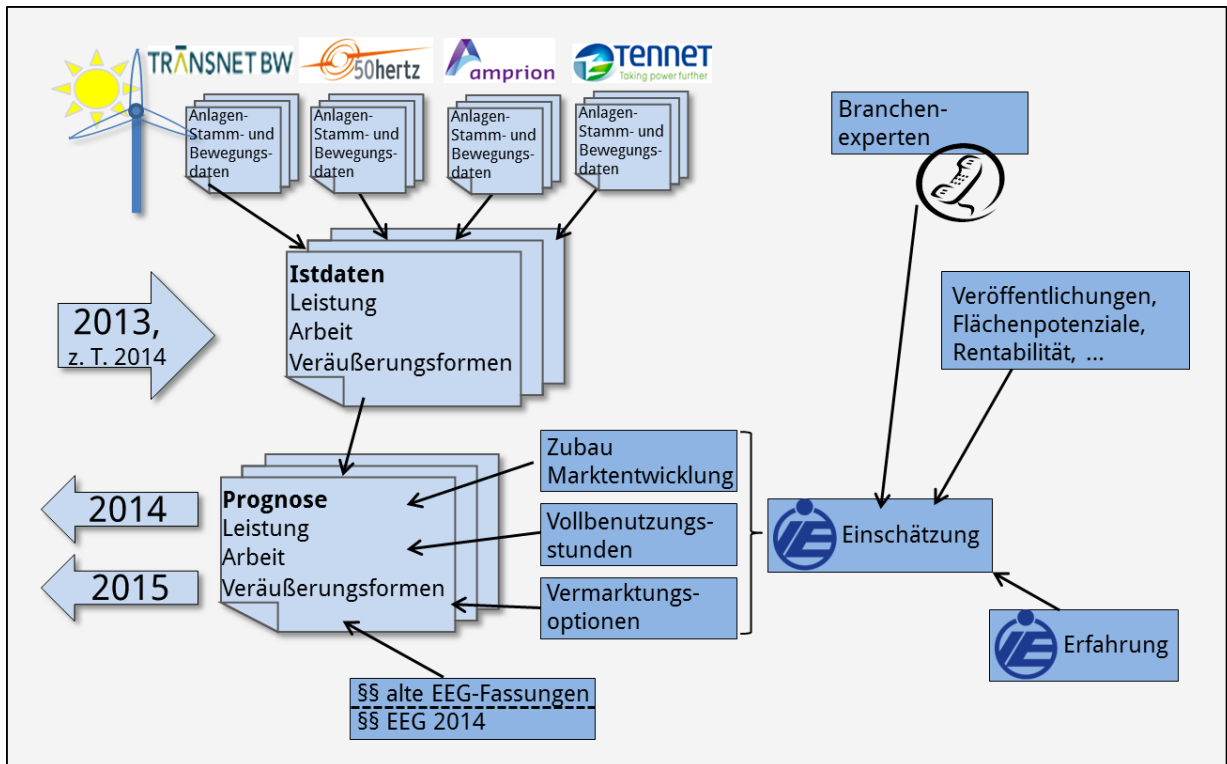 TRANSNET BW
50hertz
amprion
TENNET
Taking power further
Anlagen-
Stamm- und
Bewegungs-
daten
Anlagen-
Stamm- und
Bewegungs-
daten
Anlagen-
Stamm- und
Bewegungs-
daten
Anlagen-
Stamm- und
Bewegungs-
daten
Branchen-
experten
Istdaten
Leistung
Arbeit
Veräußerungsformen
2013,
z. T. 2014
Veröffentlichungen,
Flächenpotenziale,
Rentabilität, ...
Zubau
Marktentwicklung
Vollbenutzungs-
stunden
Vermarktungs-
optionen
IE Einschätzung
IE Erfahrung
Prognose
Leistung
Arbeit
Veräußerungsformen
2014
2015
§§ alte EEG-Fassungen
§§ EEG 2014